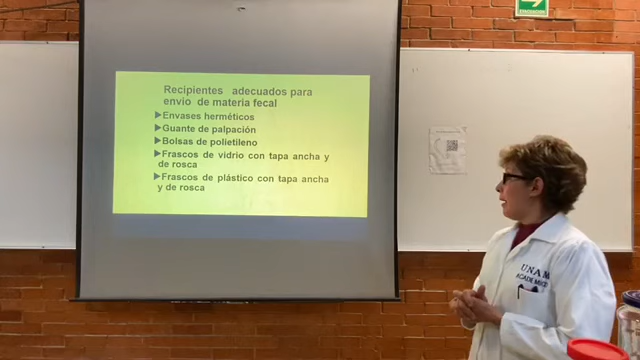 EVACUACIÓN
Recipientes adecuados para
envío de materia fecal
▶Envases herméticos
▶Guante de palpación
▶Bolsas de polietileno
▶Frascos de vidrio con tapa ancha y
de rosca
▶Frascos de plástico con tapa ancha
y de rosca
UNAM